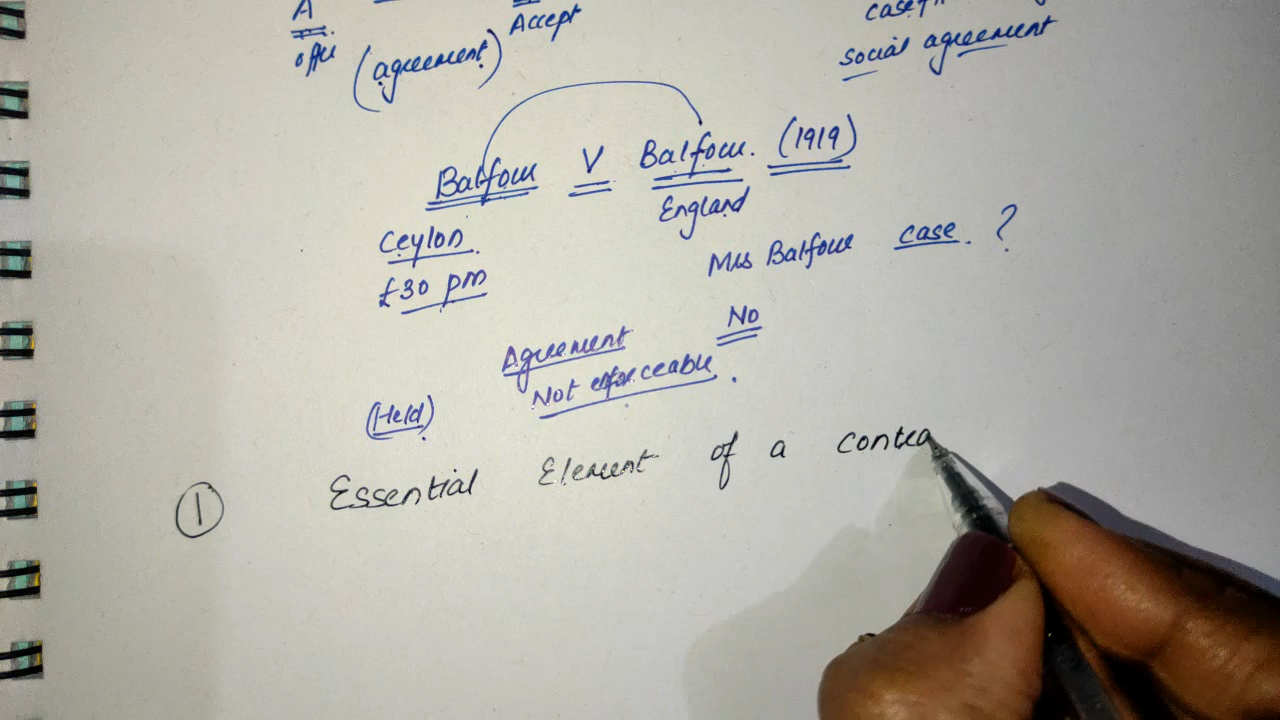 A
offer
(agreement)
Accept
social agreement
Balfour V Balfour. (1919)
Ceylon.
£30 pm
England
Mrs Balfour case. ?
No
Agreement
Not enforceable.
(Held)
1 Essential Element of a contra